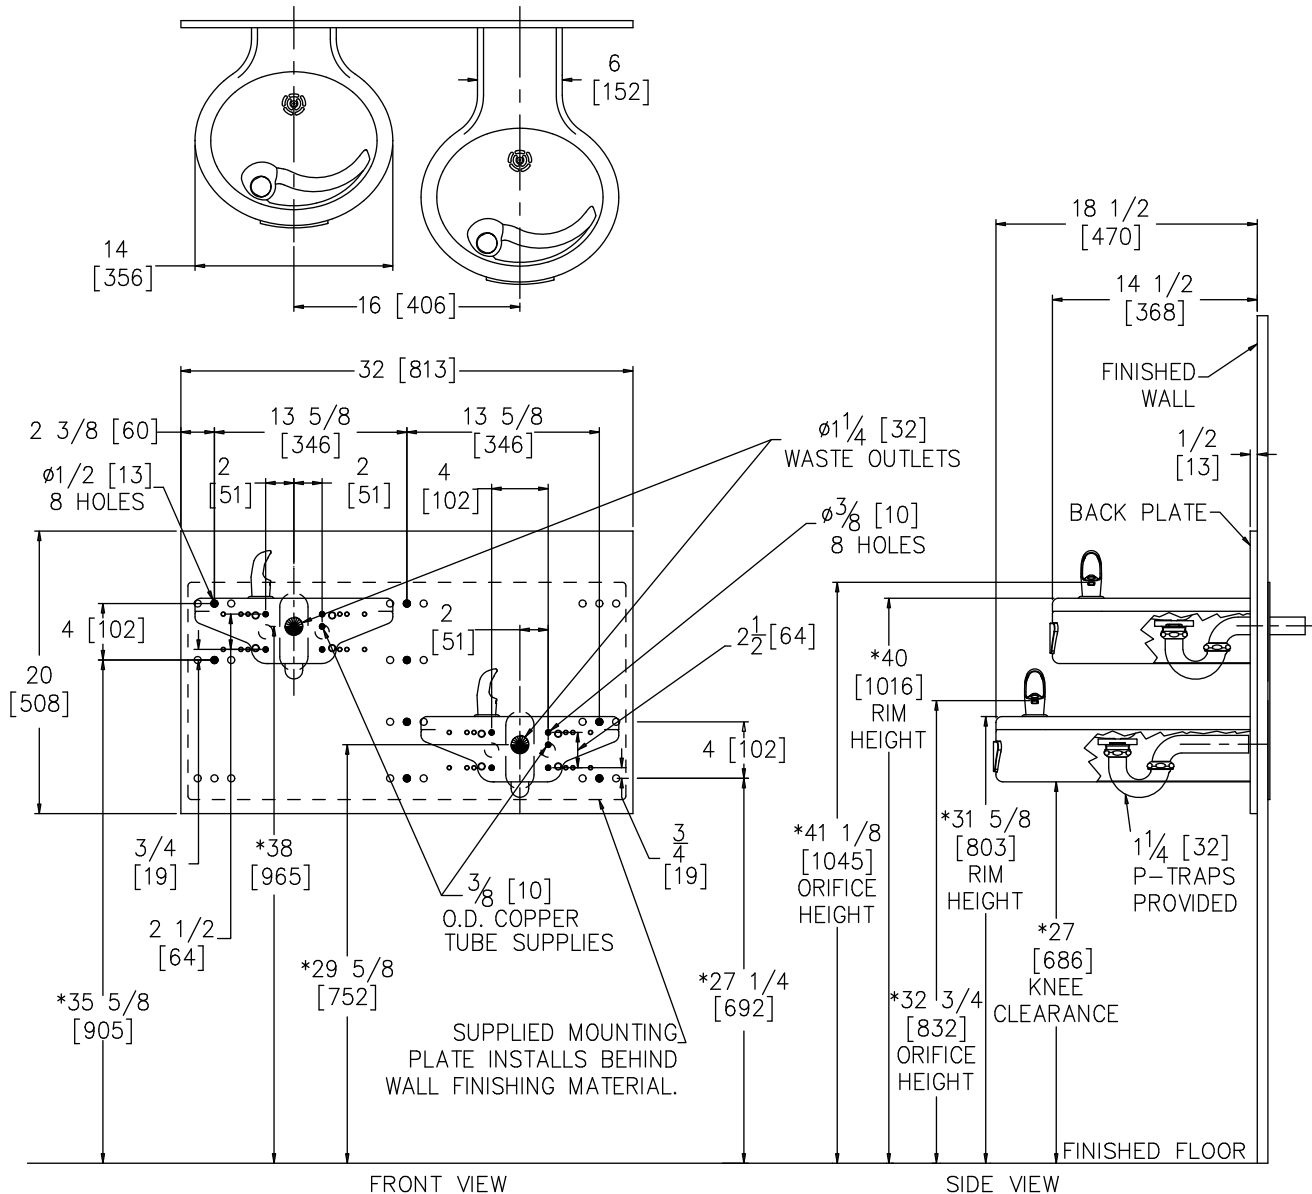 6
[152]
14
[356]
16 [406]
18 1/2
[470]
14 1/2
[368]
FINISHED
WALL
1/2
[13]
BACK PLATE
32 [813]
2 3/8 [60]
13 5/8
[346]
13 5/8
[346]
ø1/2 [13]
8 HOLES
2
[51]
2
[51]
4
[102]
ø1 1/4 [32]
WASTE OUTLETS
ø3/8 [10]
8 HOLES
4 [102]
20
[508]
2
[51]
2 1/2 [64]
4 [102]
*40
[1016]
RIM
HEIGHT
3/4
[19]
*38
[965]
3/4
[19]
*41 1/8
[1045]
ORIFICE
HEIGHT
*31 5/8
[803]
RIM
HEIGHT
1 1/4 [32]
P-TRAPS
PROVIDED
3/8 [10]
O.D. COPPER
TUBE SUPPLIES
2 1/2
[64]
*29 5/8
[752]
*27 1/4
[692]
*27
[686]
KNEE
CLEARANCE
*35 5/8
[905]
*32 3/4
[832]
ORIFICE
HEIGHT
SUPPLIED MOUNTING
PLATE INSTALLS BEHIND
WALL FINISHING MATERIAL.
FINISHED FLOOR
FRONT VIEW
SIDE VIEW